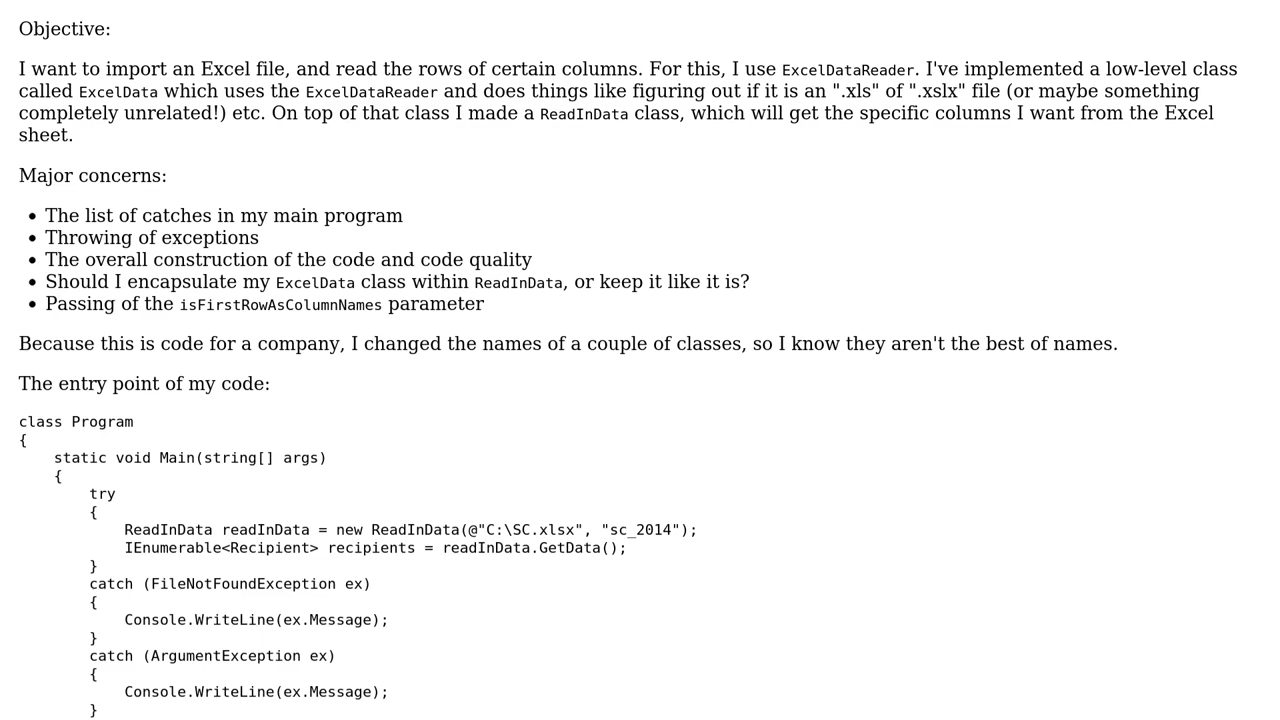 Objective:
I want to import an Excel file, and read the rows of certain columns. For this, I use ExcelDataReader. I've implemented a low-level class
called ExcelData which uses the ExcelDataReader and does things like figuring out if it is an ".xls" of ".xslx" file (or maybe something
completely unrelated!) etc. On top of that class I made a ReadInData class, which will get the specific columns I want from the Excel
sheet.
Major concerns:
• The list of catches in my main program
• Throwing of exceptions
• The overall construction of the code and code quality
• Should I encapsulate my ExcelData class within ReadInData, or keep it like it is?
• Passing of the isFirstRowAsColumnNames parameter
Because this is code for a company, I changed the names of a couple of classes, so I know they aren't the best of names.
The entry point of my code:
class Program
{
    static void Main(string[] args)
    {
        try
        {
            ReadInData readInData = new ReadInData(@"C:\SC.xlsx", "sc_2014");
            IEnumerable<Recipient> recipients = readInData.GetData();
        }
        catch (FileNotFoundException ex)
        {
            Console.WriteLine(ex.Message);
        }
        catch (ArgumentException ex)
        {
            Console.WriteLine(ex.Message);
        }